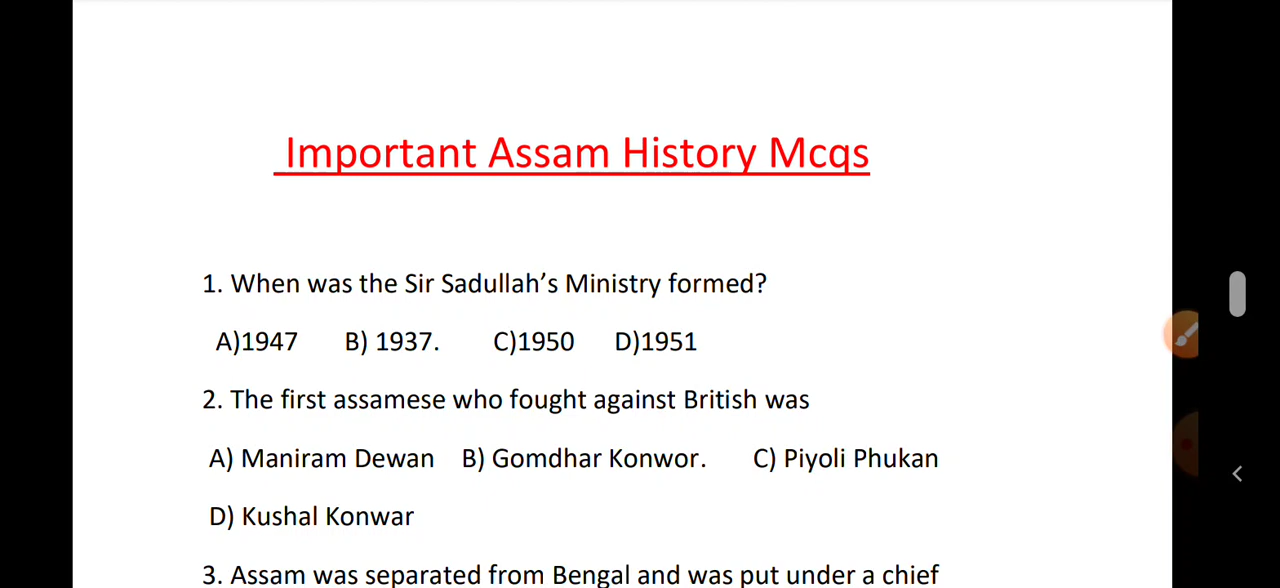 Important Assam History Mcqs
1. When was the Sir Sadullah’s Ministry formed?
A)1947 B) 1937. C)1950 D)1951
2. The first assamese who fought against British was
A) Maniram Dewan B) Gomdhar Konwor. C) Piyoli Phukan
D) Kushal Konwar
3. Assam was separated from Bengal and was put under a chief